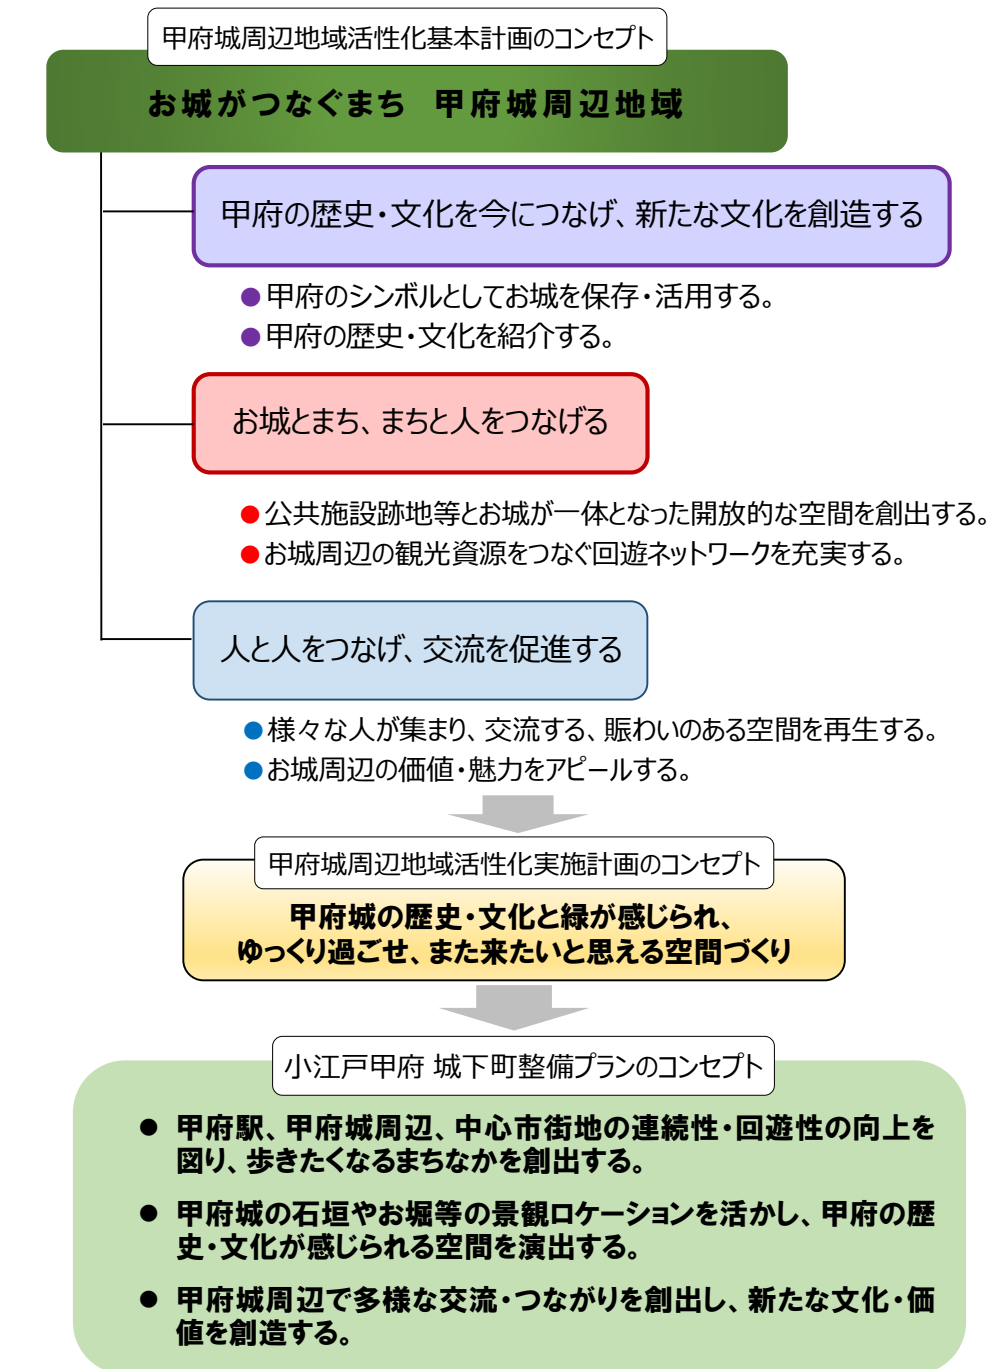 甲府城周辺地域活性化基本計画のコンセプト
お城がつなぐまち　甲府城周辺地域
甲府の歴史・文化を今につなげ、新たな文化を創造する
●甲府のシンボルとしてお城を保存・活用する。
●甲府の歴史・文化を紹介する。
お城とまち、まちと人をつなげる
●公共施設跡地等とお城が一体となった開放的な空間を創出する。
●お城周辺の観光資源をつなぐ回遊ネットワークを充実する。
人と人をつなげ、交流を促進する
●様々な人が集まり、交流する、賑わいのある空間を再生する。
●お城周辺の価値・魅力をアピールする。
甲府城周辺地域活性化実施計画のコンセプト
甲府城の歴史・文化と緑が感じられ、
ゆっくり過ごせ、また来たいと思える空間づくり
小江戸甲府 城下町整備プランのコンセプト
● 甲府駅、甲府城周辺、中心市街地の連続性・回遊性の向上を
図り、歩きたくなるまちなかを創出する。
● 甲府城の石垣やお堀等の景観ロケーションを活かし、甲府の歴
史・文化が感じられる空間を演出する。
● 甲府城周辺で多様な交流・つながりを創出し、新たな文化・価
値を創造する。